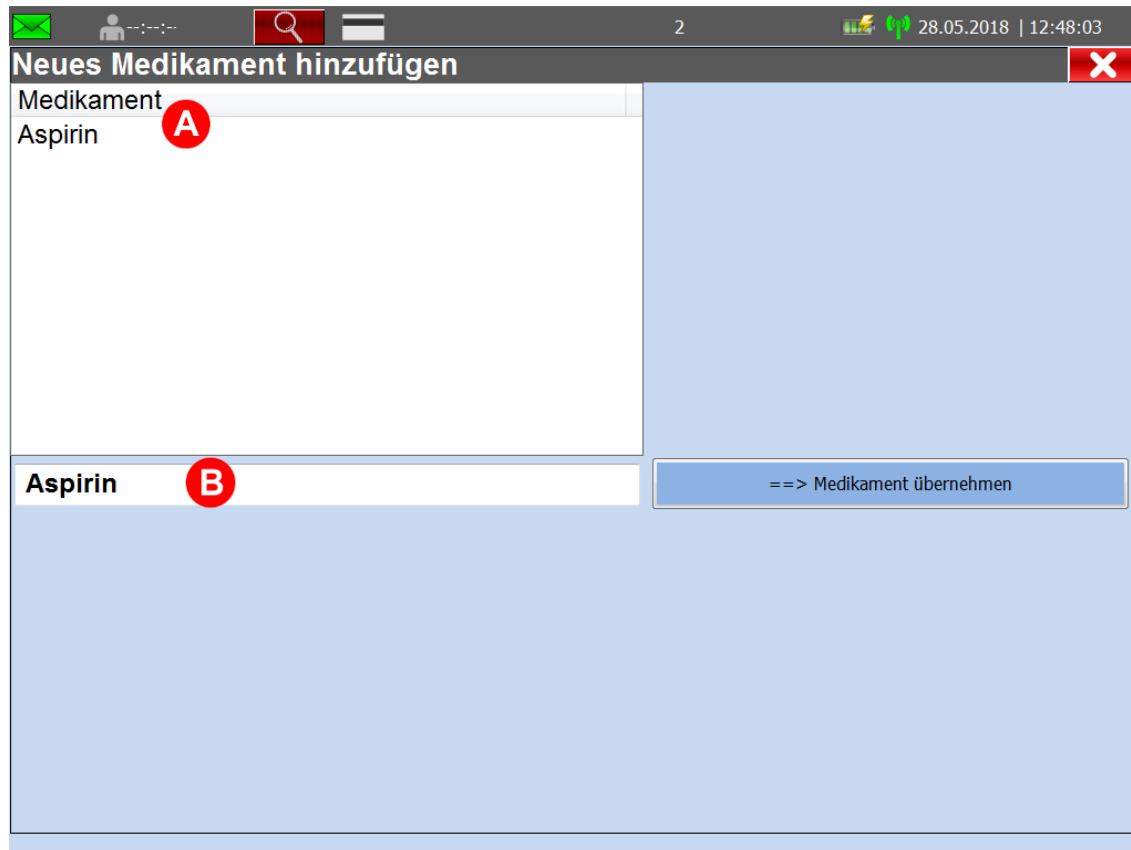 --:--:--
2
28.05.2018 | 12:48:03
Neues Medikament hinzufügen
Medikament
A
Aspirin
Aspirin
B
==> Medikament übernehmen